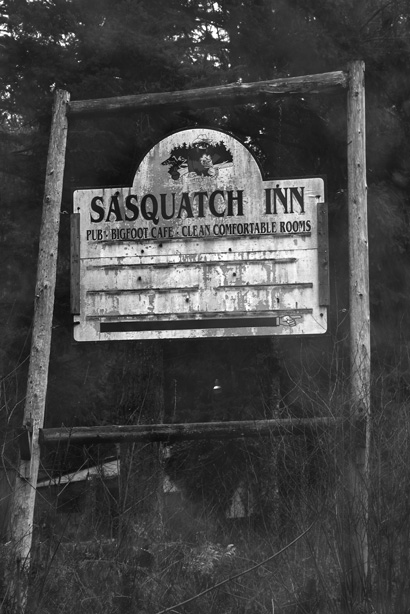 SASQUATCH INN
PUB · BIGFOOT CAFE · CLEAN COMFORTABLE ROOMS